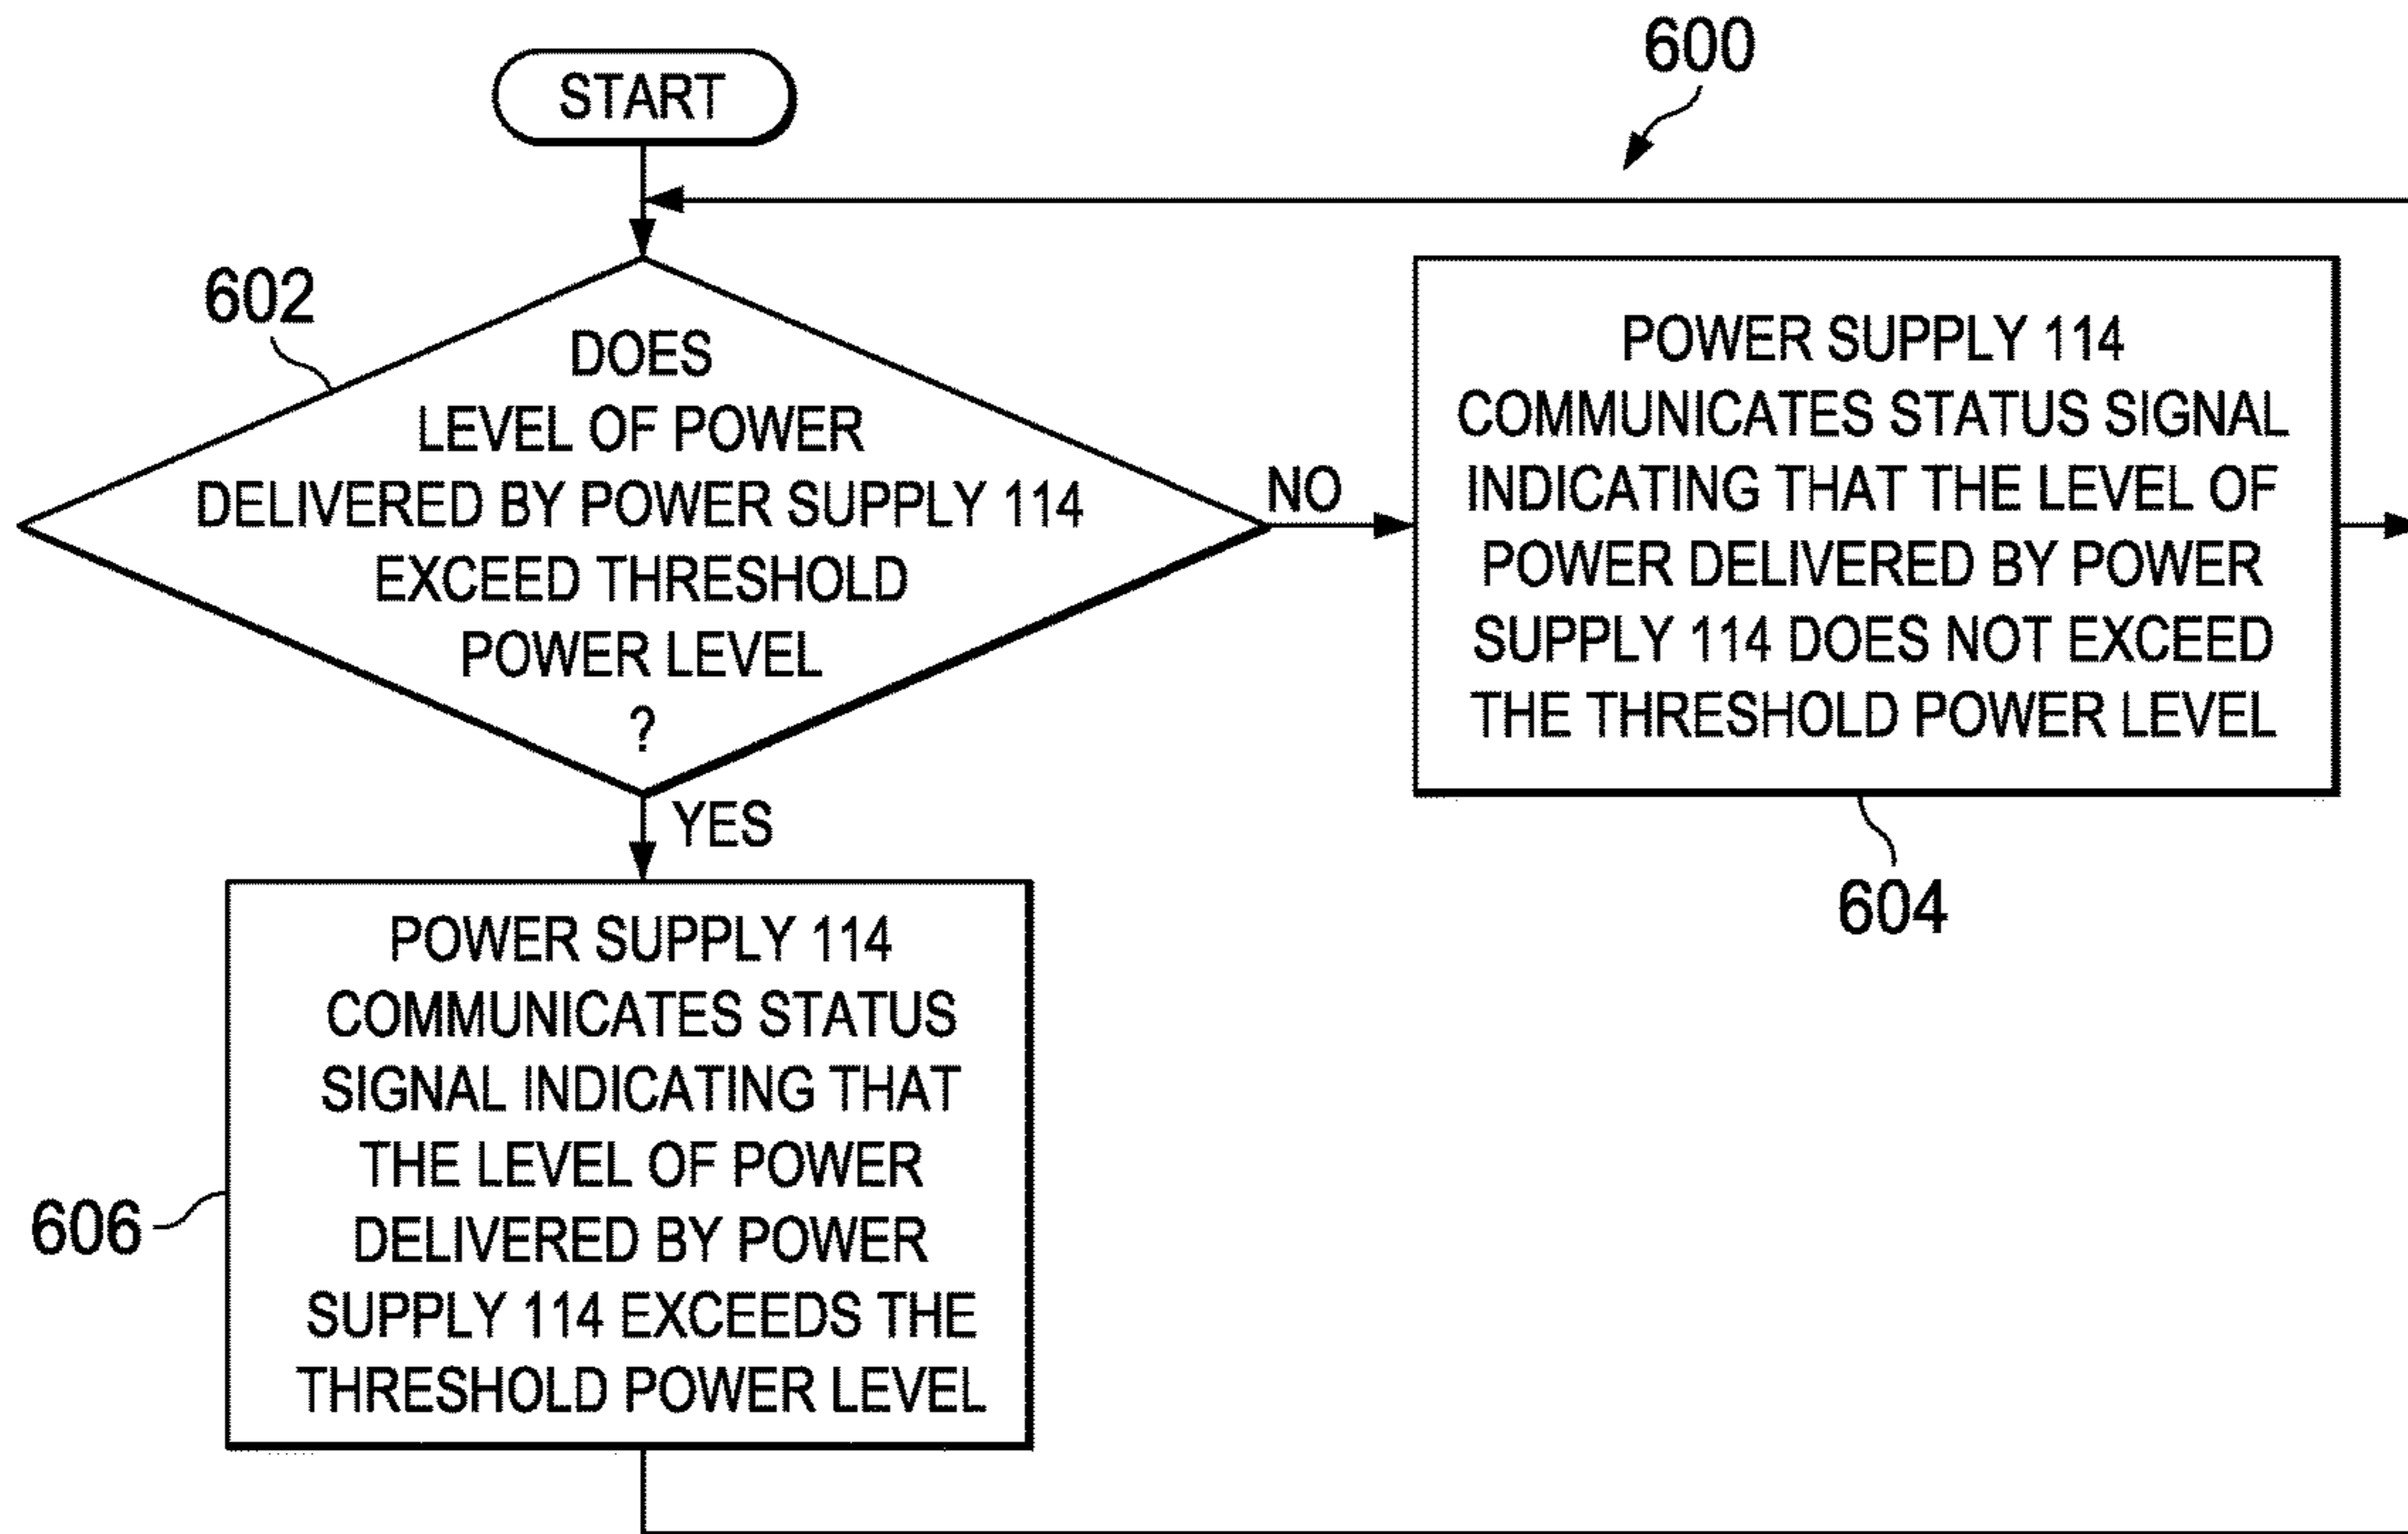 START
600
602
DOES
LEVEL OF POWER
DELIVERED BY POWER SUPPLY 114
EXCEED THRESHOLD
POWER LEVEL
?
NO
POWER SUPPLY 114
COMMUNICATES STATUS SIGNAL
INDICATING THAT THE LEVEL OF
POWER DELIVERED BY POWER
SUPPLY 114 DOES NOT EXCEED
THE THRESHOLD POWER LEVEL
604
YES
POWER SUPPLY 114
COMMUNICATES STATUS
SIGNAL INDICATING THAT
THE LEVEL OF POWER
DELIVERED BY POWER
SUPPLY 114 EXCEEDS THE
THRESHOLD POWER LEVEL
606